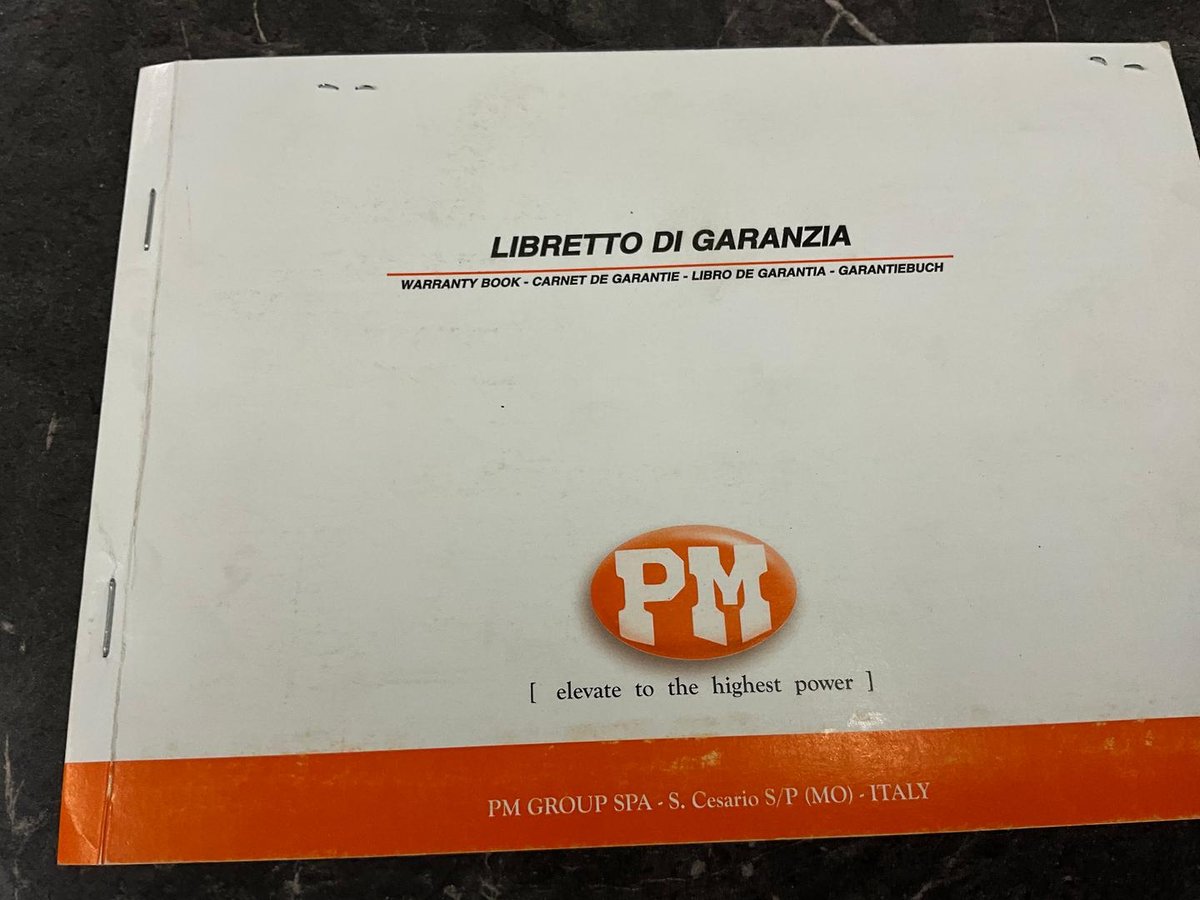 LIBRETTO DI GARANZIA
WARRANTY BOOK - CARNET DE GARANTIE - LIBRO DE GARANTIA - GARANTIEBUCH
PM
[ elevate to the highest power ]
PM GROUP SPA - S. Cesario S/P (MO) - ITALY